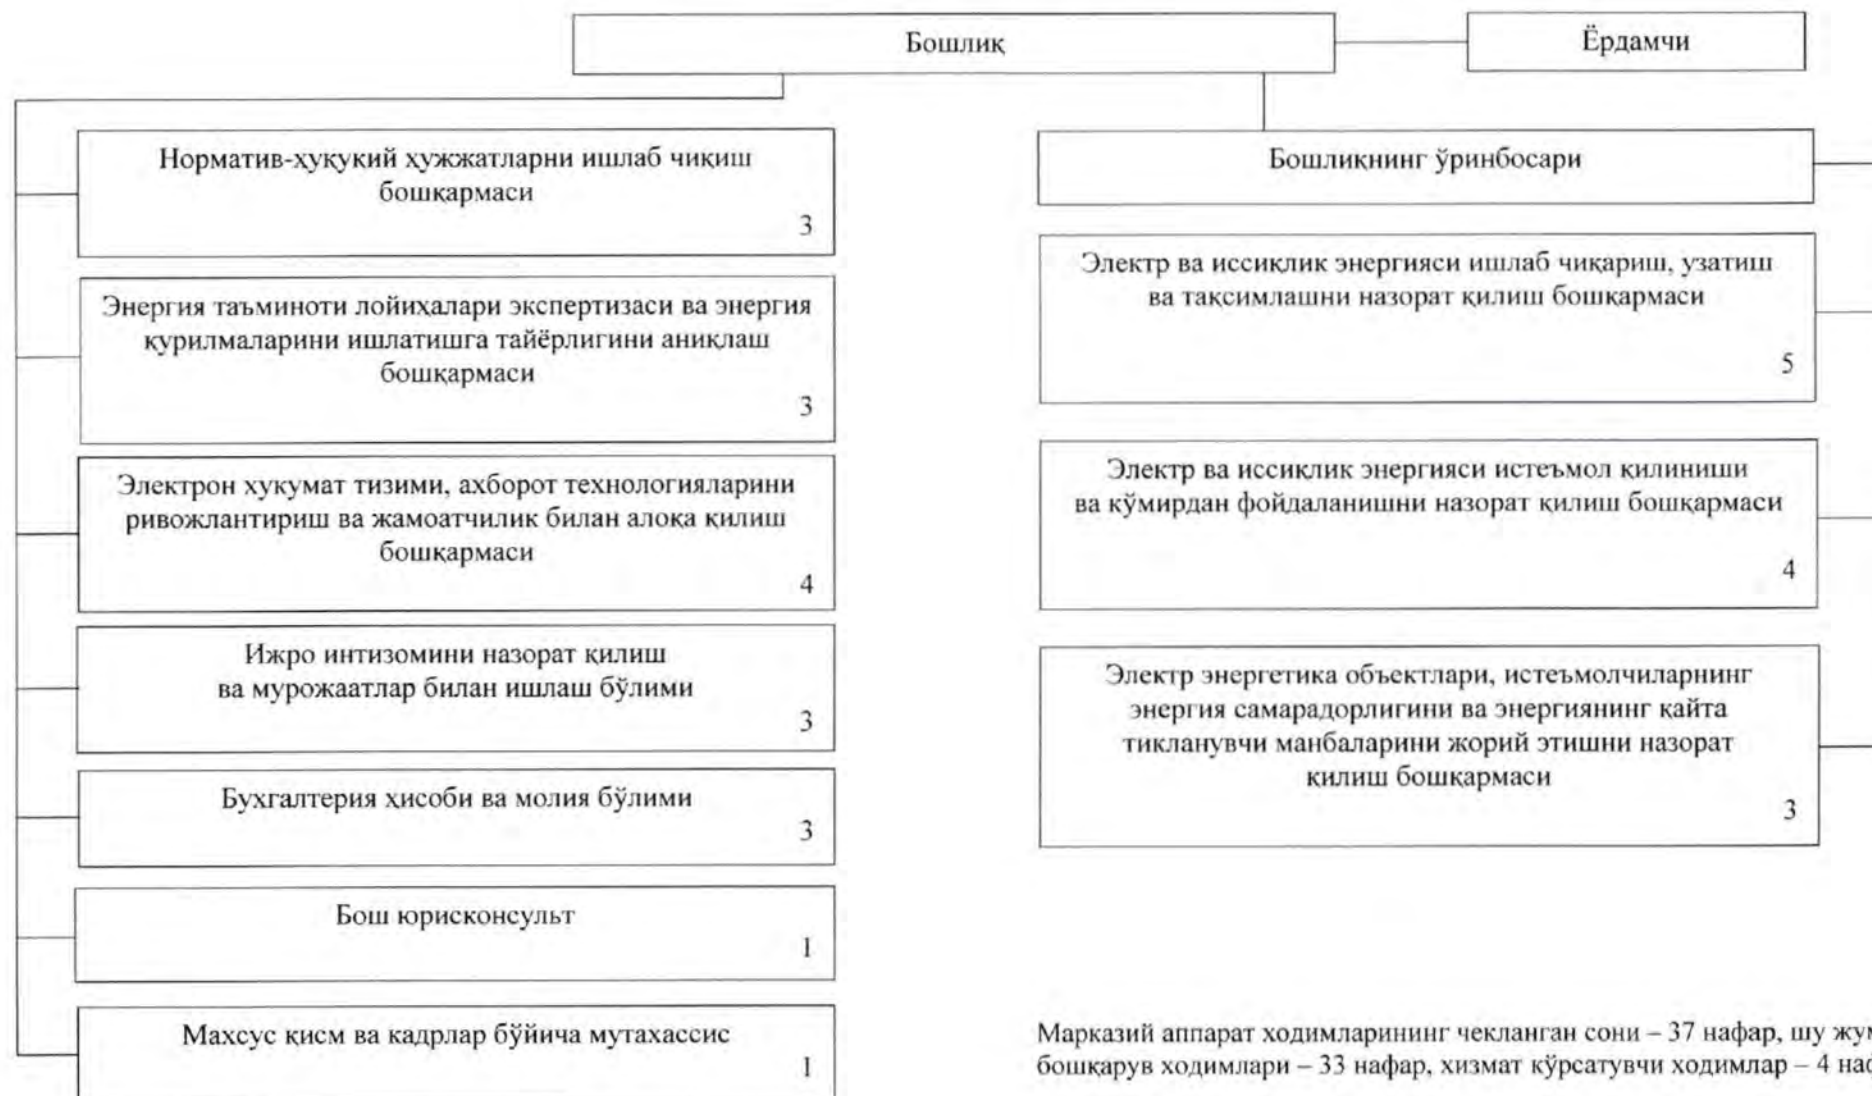 Бошлиқ
Ёрдамчи
Норматив-ҳуқуқий ҳужжатларни ишлаб чиқиш
бошқармаси
3
Энергия таъминоти лойиҳалари экспертизаси ва энергия
қурилмаларини ишлатишга тайёрлигини аниқлаш
бошқармаси
3
Электрон ҳукумат тизими, ахборот технологияларини
ривожлантириш ва жамоатчилик билан алоқа қилиш
бошқармаси
4
Ижро интизомини назорат қилиш
ва мурожаатлар билан ишлаш бўлими
3
Бухгалтерия ҳисоби ва молия бўлими
3
Бош юрисконсульт
1
Махсус қисм ва кадрлар бўйича мутахассис
1
Бошлиқнинг ўринбосари
Электр ва иссиқлик энергияси ишлаб чиқариш, узатиш
ва тақсимлашни назорат қилиш бошқармаси
5
Электр ва иссиқлик энергияси истеъмол қилиниши
ва кўмирдан фойдаланишни назорат қилиш бошқармаси
4
Электр энергетика объектлари, истеъмолчиларнинг
энергия самарадорлигини ва энергиянинг қайта
тикланувчи манбаларини жорий этишни назорат
қилиш бошқармаси
3
Марказий аппарат ходимларининг чекланган сони – 37 нафар, шу
бошқарув ходимлари – 33 нафар, хизмат кўрсатувчи ходимлар – 4